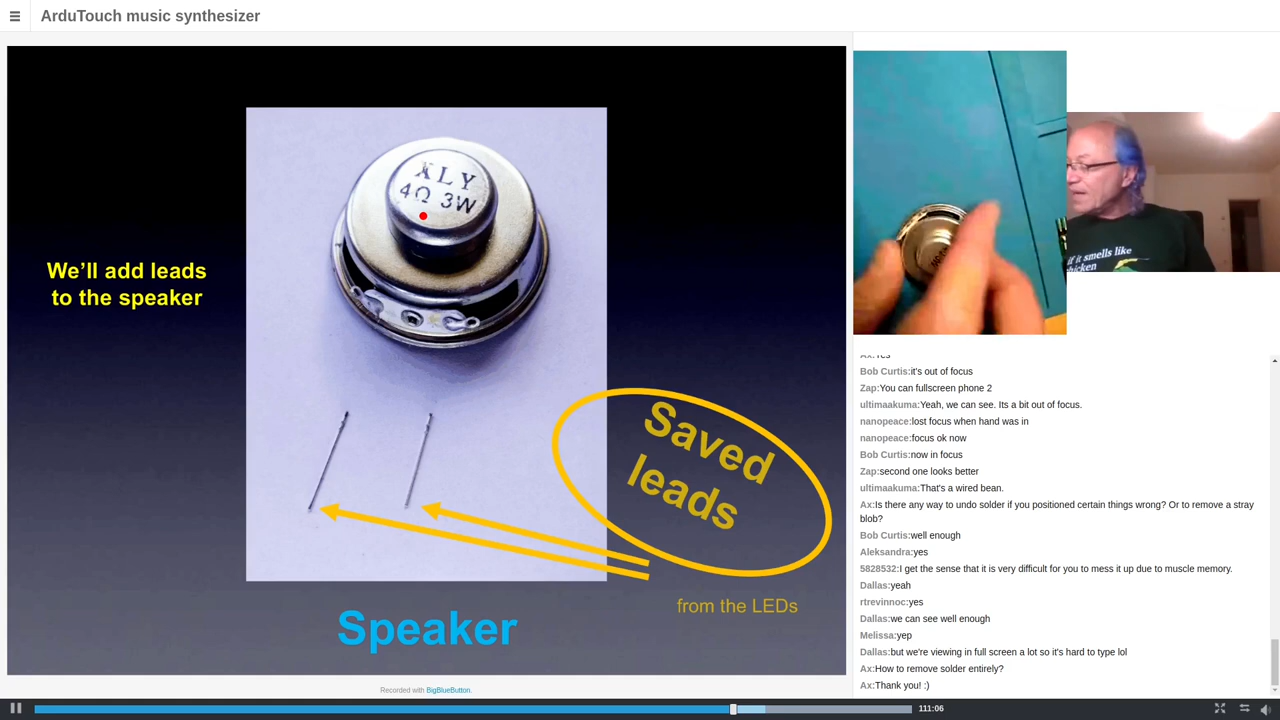 ArduTouch music synthesizer
We'll add leads
to the speaker
XLY
4Ω 3W
Saved
leads
from the LEDs
Speaker
Recorded with BigBlueButton.
if it smells like
chicken
Ax:Yes
Bob Curtis:it's out of focus
Zap:You can fullscreen phone 2
ultimaakuma:Yeah, we can see. Its a bit out of focus.
nanopeace:lost focus when hand was in
nanopeace:focus ok now
Bob Curtis:now in focus
Zap:second one looks better
ultimaakuma:That's a wired bean.
Ax:Is there any way to undo solder if you positioned certain things wrong? Or to remove a stray
blob?
Bob Curtis:well enough
Aleksandra:yes
5828532:I get the sense that it is very difficult for you to mess it up due to muscle memory.
Dallas:yeah
rtrevinnoc:yes
Dallas:we can see well enough
Melissa:yep
Dallas:but we're viewing in full screen a lot so it's hard to type lol
Ax:How to remove solder entirely?
Ax:Thank you! :)
111:06